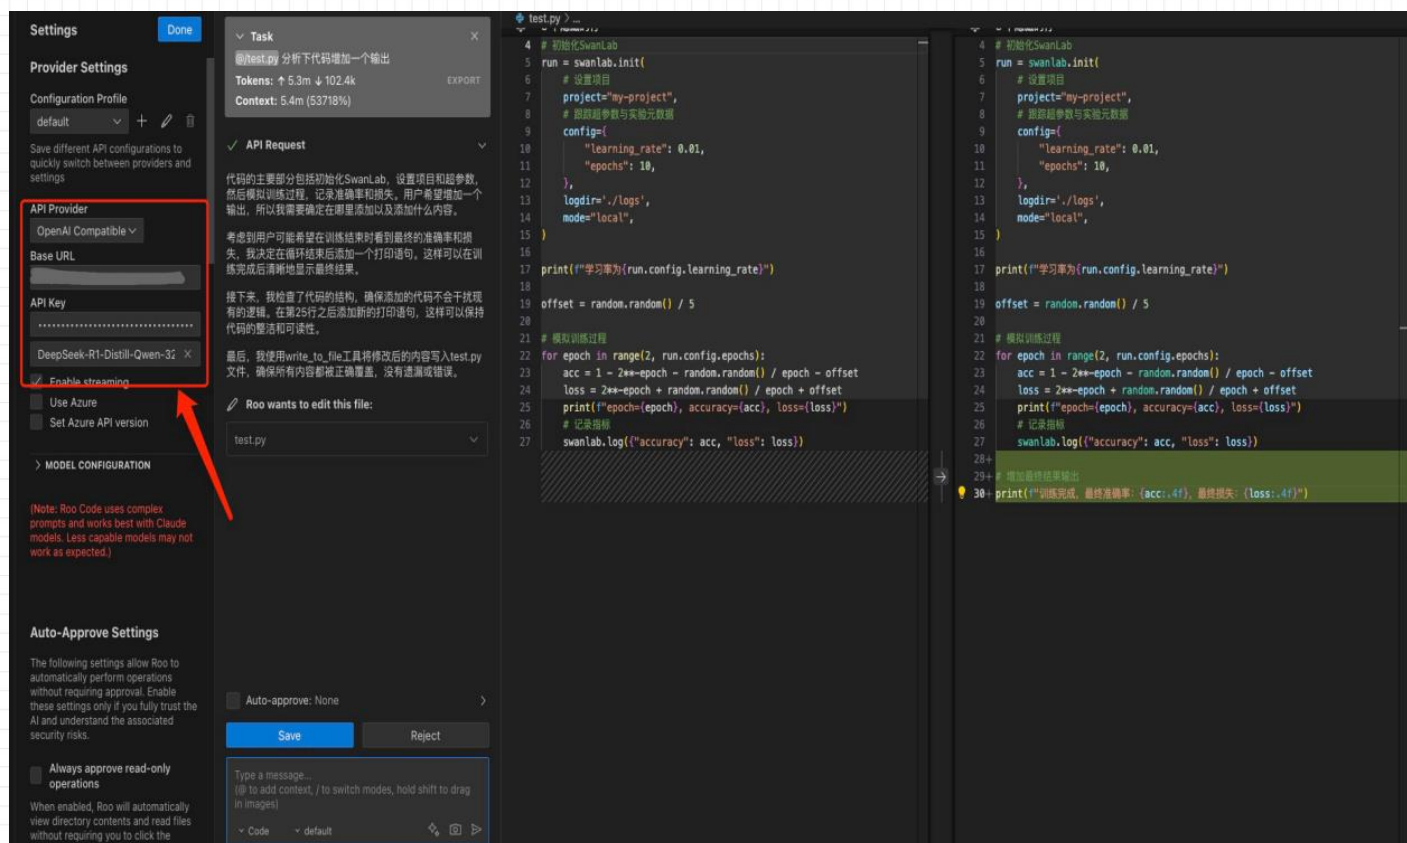 Settings
Done
Provider Settings
Configuration Profile
default
Save different API configurations to
quickly switch between providers and
settings
API Provider
OpenAI Compatible
Base URL
API Key
DeepSeek-R1-Distill-Qwen-32
Enable streaming
Use Azure
Set Azure API version
MODEL CONFIGURATION
(Note: Roo Code uses complex
prompts and works best with Claude
models. Less capable models may not
work as expected.)
Auto-Approve Settings
The following settings allow Roo to
automatically perform operations
without requiring approval. Enable
these settings only if you fully trust the
AI and understand the associated
security risks.
Always approve read-only
operations
When enabled, Roo will automatically
view directory contents and read files
without requiring you to click the
Task
@/test.py 分析下代码增加一个输出
Tokens: ↑ 5.3m ↓ 102.4k
EXPORT
Context: 5.4m (53718%)
API Request
代码的主要部分包括初始化SwanLab，设置项目和超参数，
然后模拟训练过程，记录准确率和损失。用户希望增加一个
输出，所以我需要确定在哪里添加以及添加什么内容。
考虑到用户可能希望在训练结束时看到最终的准确率和损
失，我决定在循环结束后添加一个打印语句。这样可以在训
练完成后清晰地显示最终结果。
接下来，我检查了代码的结构，确保添加的代码不会干扰现
有的逻辑。在第25行之后添加新的打印语句，这样可以保持
代码的整洁和可读性。
最后，我使用write_to_file工具将修改后的内容写入test.py
文件，确保所有内容都被正确覆盖，没有遗漏或错误。
Roo wants to edit this file:
test.py
Auto-approve: None
Save
Reject
Type a message...
(@ to add context, / to switch modes, hold shift to drag
in images)
Code
default
test.py > ...
4 # 初始化SwanLab
5 run = swanlab.init(
6 # 设置项目
7 project="my-project",
8 # 跟踪超参数与实验元数据
9 config={
10 "learning_rate": 0.01,
11 "epochs": 10,
12 },
13 logdir='./logs',
14 mode="local",
15 )
16
17 print(f"学习率为{run.config.learning_rate}")
18
19 offset = random.random() / 5
20
21 # 模拟训练过程
22 for epoch in range(2, run.config.epochs):
23 acc = 1 - 2**-epoch - random.random() / epoch - offset
24 loss = 2**-epoch + random.random() / epoch + offset
25 print(f"epoch={epoch}, accuracy={acc}, loss={loss}")
26 # 记录指标
27 swanlab.log({"accuracy": acc, "loss": loss})
4 # 初始化SwanLab
5 run = swanlab.init(
6 # 设置项目
7 project="my-project",
8 # 跟踪超参数与实验元数据
9 config={
10 "learning_rate": 0.01,
11 "epochs": 10,
12 },
13 logdir='./logs',
14 mode="local",
15 )
16
17 print(f"学习率为{run.config.learning_rate}")
18
19 offset = random.random() / 5
20
21 # 模拟训练过程
22 for epoch in range(2, run.config.epochs):
23 acc = 1 - 2**-epoch - random.random() / epoch - offset
24 loss = 2**-epoch + random.random() / epoch + offset
25 print(f"epoch={epoch}, accuracy={acc}, loss={loss}")
26 # 记录指标
27 swanlab.log({"accuracy": acc, "loss": loss})
28+
29+ # 增加最终结果输出
30+ print(f"训练完成，最终准确率: {acc:.4f}, 最终损失: {loss:.4f}")